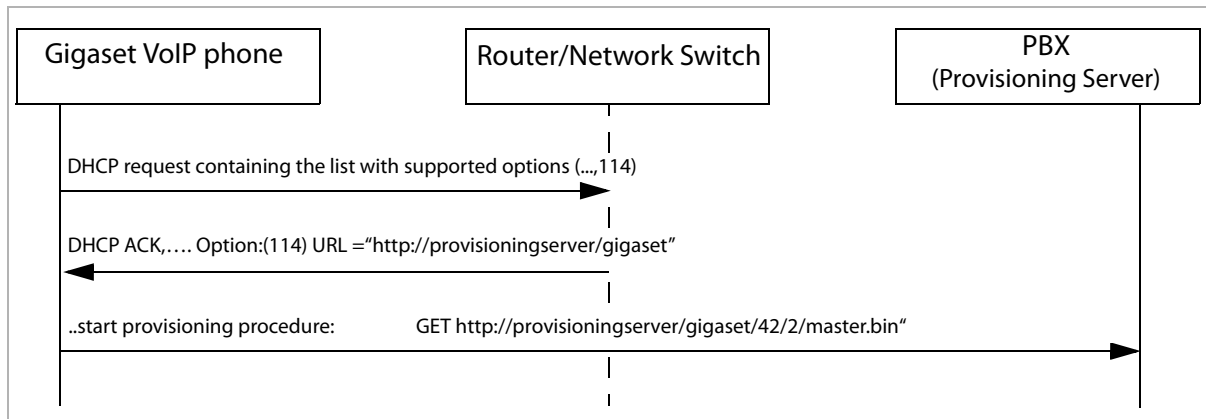 Gigaset VoIP phone
Router/Network Switch
PBX
(Provisioning Server)
DHCP request containing the list with supported options (...,114)
DHCP ACK,…. Option:(114) URL =“http://provisioningserver/gigaset”
..start provisioning procedure: GET http://provisioningserver/gigaset/42/2/master.bin“